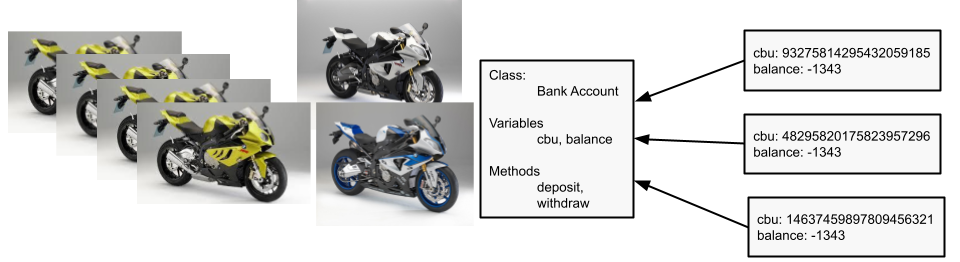 Class:
Bank Account
Variables
cbu, balance
Methods
deposit,
withdraw
cbu: 93275814295432059185
balance: -1343
cbu: 48295820175823957296
balance: -1343
cbu: 14637459897809456321
balance: -1343